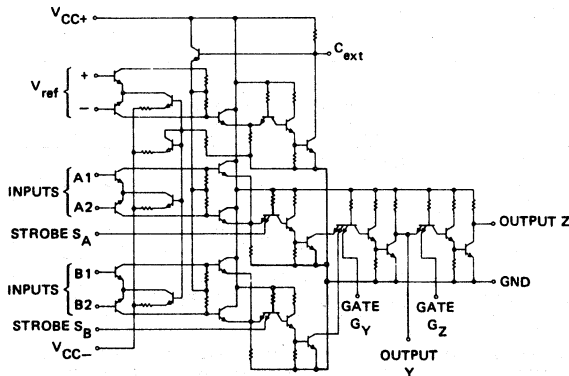 VCC+
Cext
Vref
+
−
INPUTS
A1
A2
STROBE SA
OUTPUT Z
INPUTS
B1
B2
GND
GATE GY
GATE GZ
STROBE SB
VCC−
OUTPUT Y